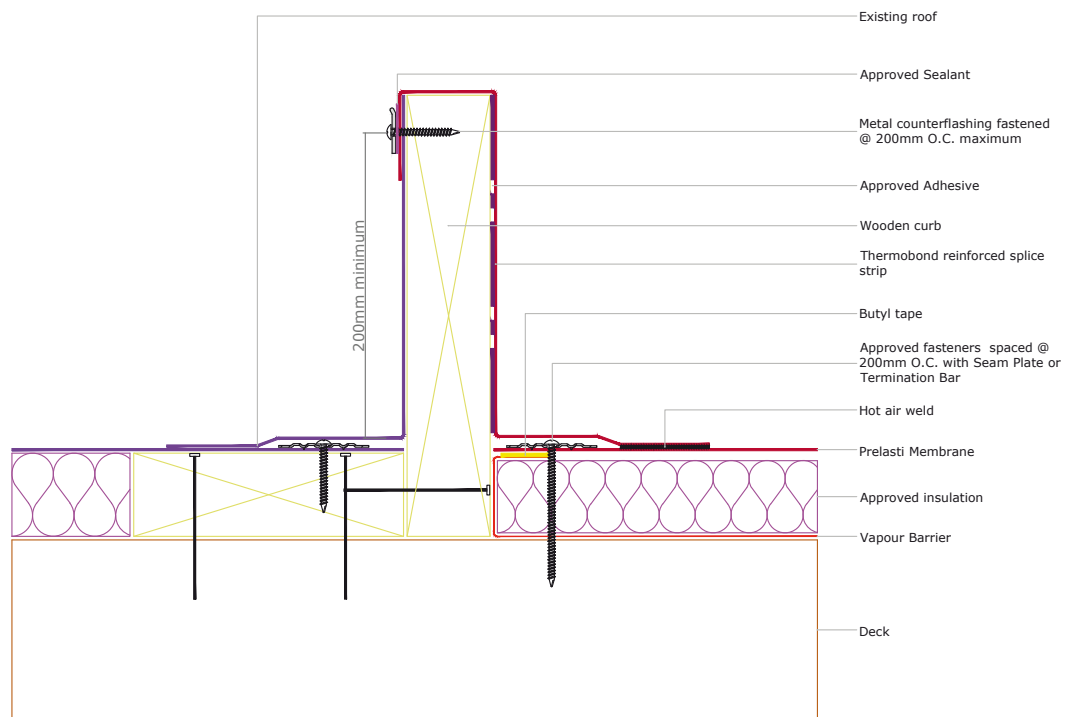 Existing roof
Approved Sealant
Metal counterflashing fastened
@ 200mm O.C. maximum
Approved Adhesive
Wooden curb
Thermobond reinforced splice
strip
Butyl tape
Approved fasteners spaced @
200mm O.C. with Seam Plate or
Termination Bar
Hot air weld
Prelasti Membrane
Approved insulation
Vapour Barrier
Deck
200mm minimum